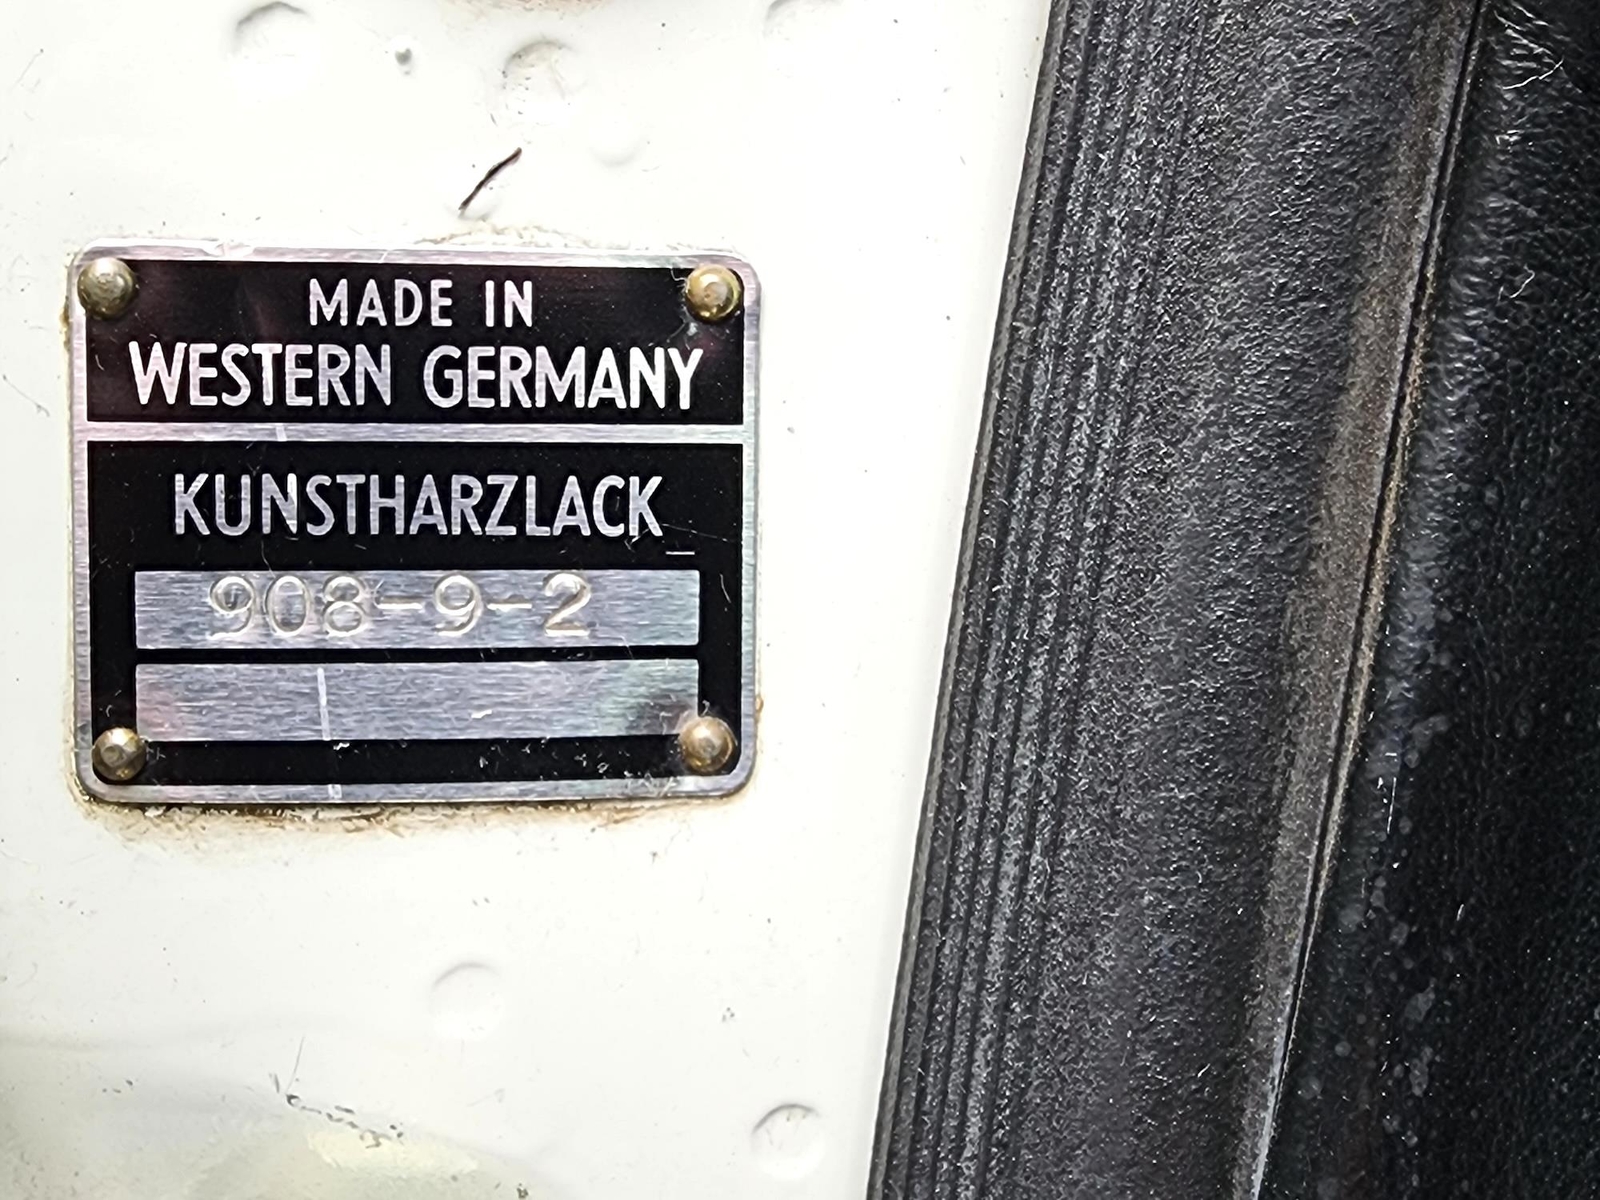 MADE IN
WESTERN GERMANY
KUNSTHARZLACK
908-9-2